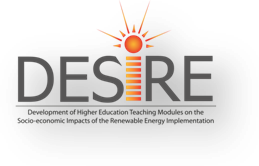 DESiRE
Development of Higher Education Teaching Modules on the
Socio-economic Impacts of the Renewable Energy Implementation